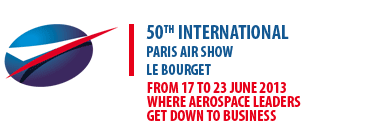 50TH INTERNATIONAL
PARIS AIR SHOW
LE BOURGET
FROM 17 TO 23 JUNE 2013
WHERE AEROSPACE LEADERS
GET DOWN TO BUSINESS